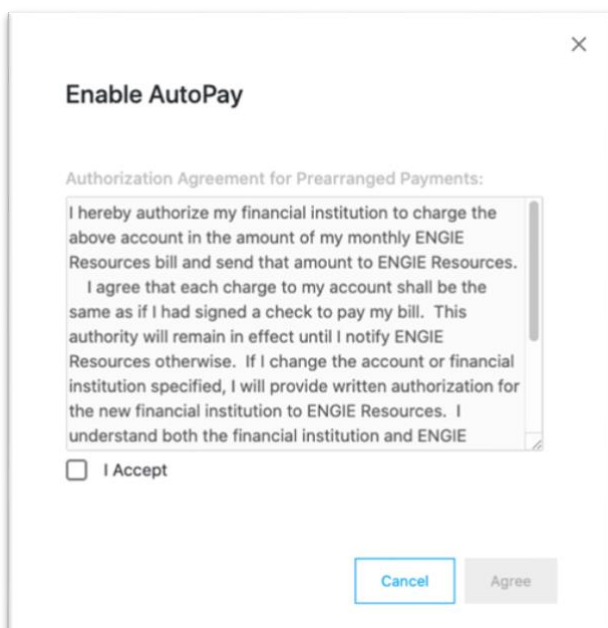 Enable AutoPay
Authorization Agreement for Prearranged Payments:
I hereby authorize my financial institution to charge the
above account in the amount of my monthly ENGIE
Resources bill and send that amount to ENGIE Resources.
I agree that each charge to my account shall be the
same as if I had signed a check to pay my bill.  This
authority will remain in effect until I notify ENGIE
Resources otherwise.  If I change the account or financial
institution specified, I will provide written authorization for
the new financial institution to ENGIE Resources.  I
understand both the financial institution and ENGIE
I Accept
Cancel
Agree